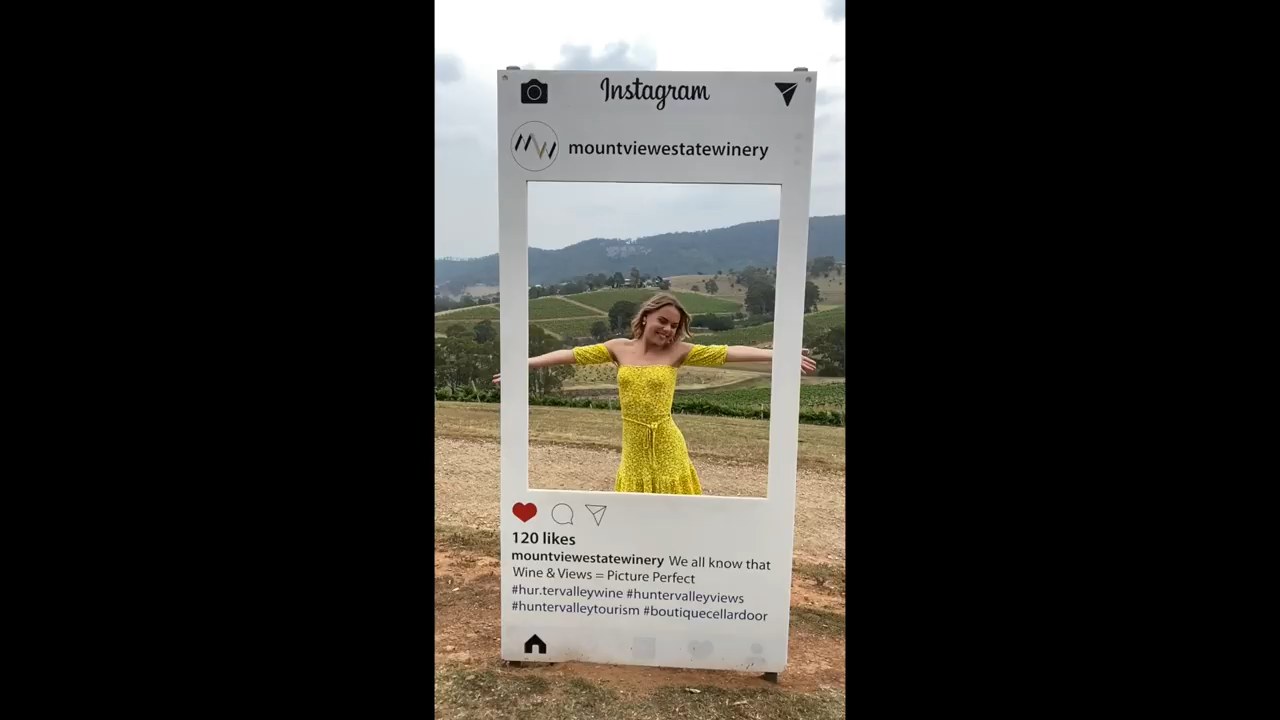 Instagram
mountviewestatewinery
120 likes
mountviewestatewinery We all know that
Wine & Views = Picture Perfect
#hur.tervalleywine #huntervalleyviews
#huntervalleytourism #boutiquecellardoor